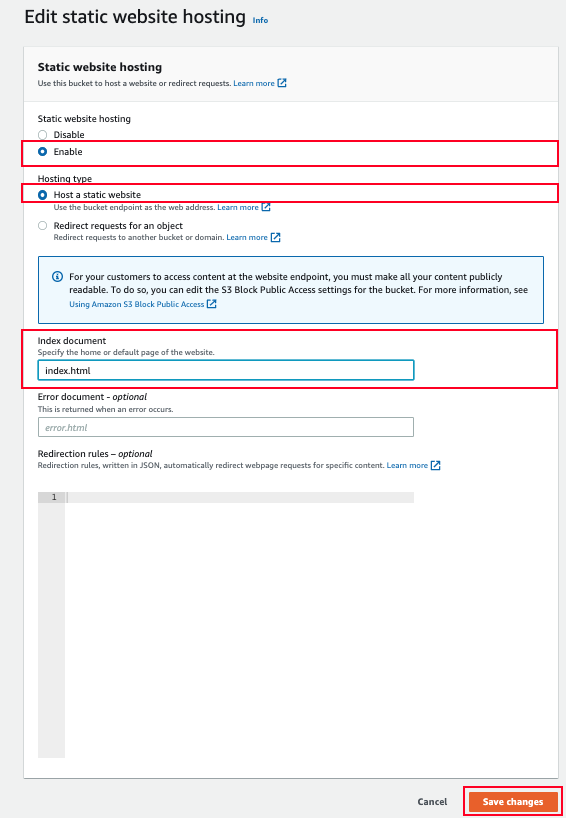 Edit static website hosting Info
Static website hosting
Use this bucket to host a website or redirect requests. Learn more
Static website hosting
Disable
Enable
Hosting type
Host a static website
Use the bucket endpoint as the web address. Learn more
Redirect requests for an object
Redirect requests to another bucket or domain. Learn more
For your customers to access content at the website endpoint, you must make all your content publicly
readable. To do so, you can edit the S3 Block Public Access settings for the bucket. For more information, see
Using Amazon S3 Block Public Access
Index document
Specify the home or default page of the website.
index.html
Error document - optional
This is returned when an error occurs.
error.html
Redirection rules – optional
Redirection rules, written in JSON, automatically redirect webpage requests for specific content. Learn more
1
Cancel Save changes